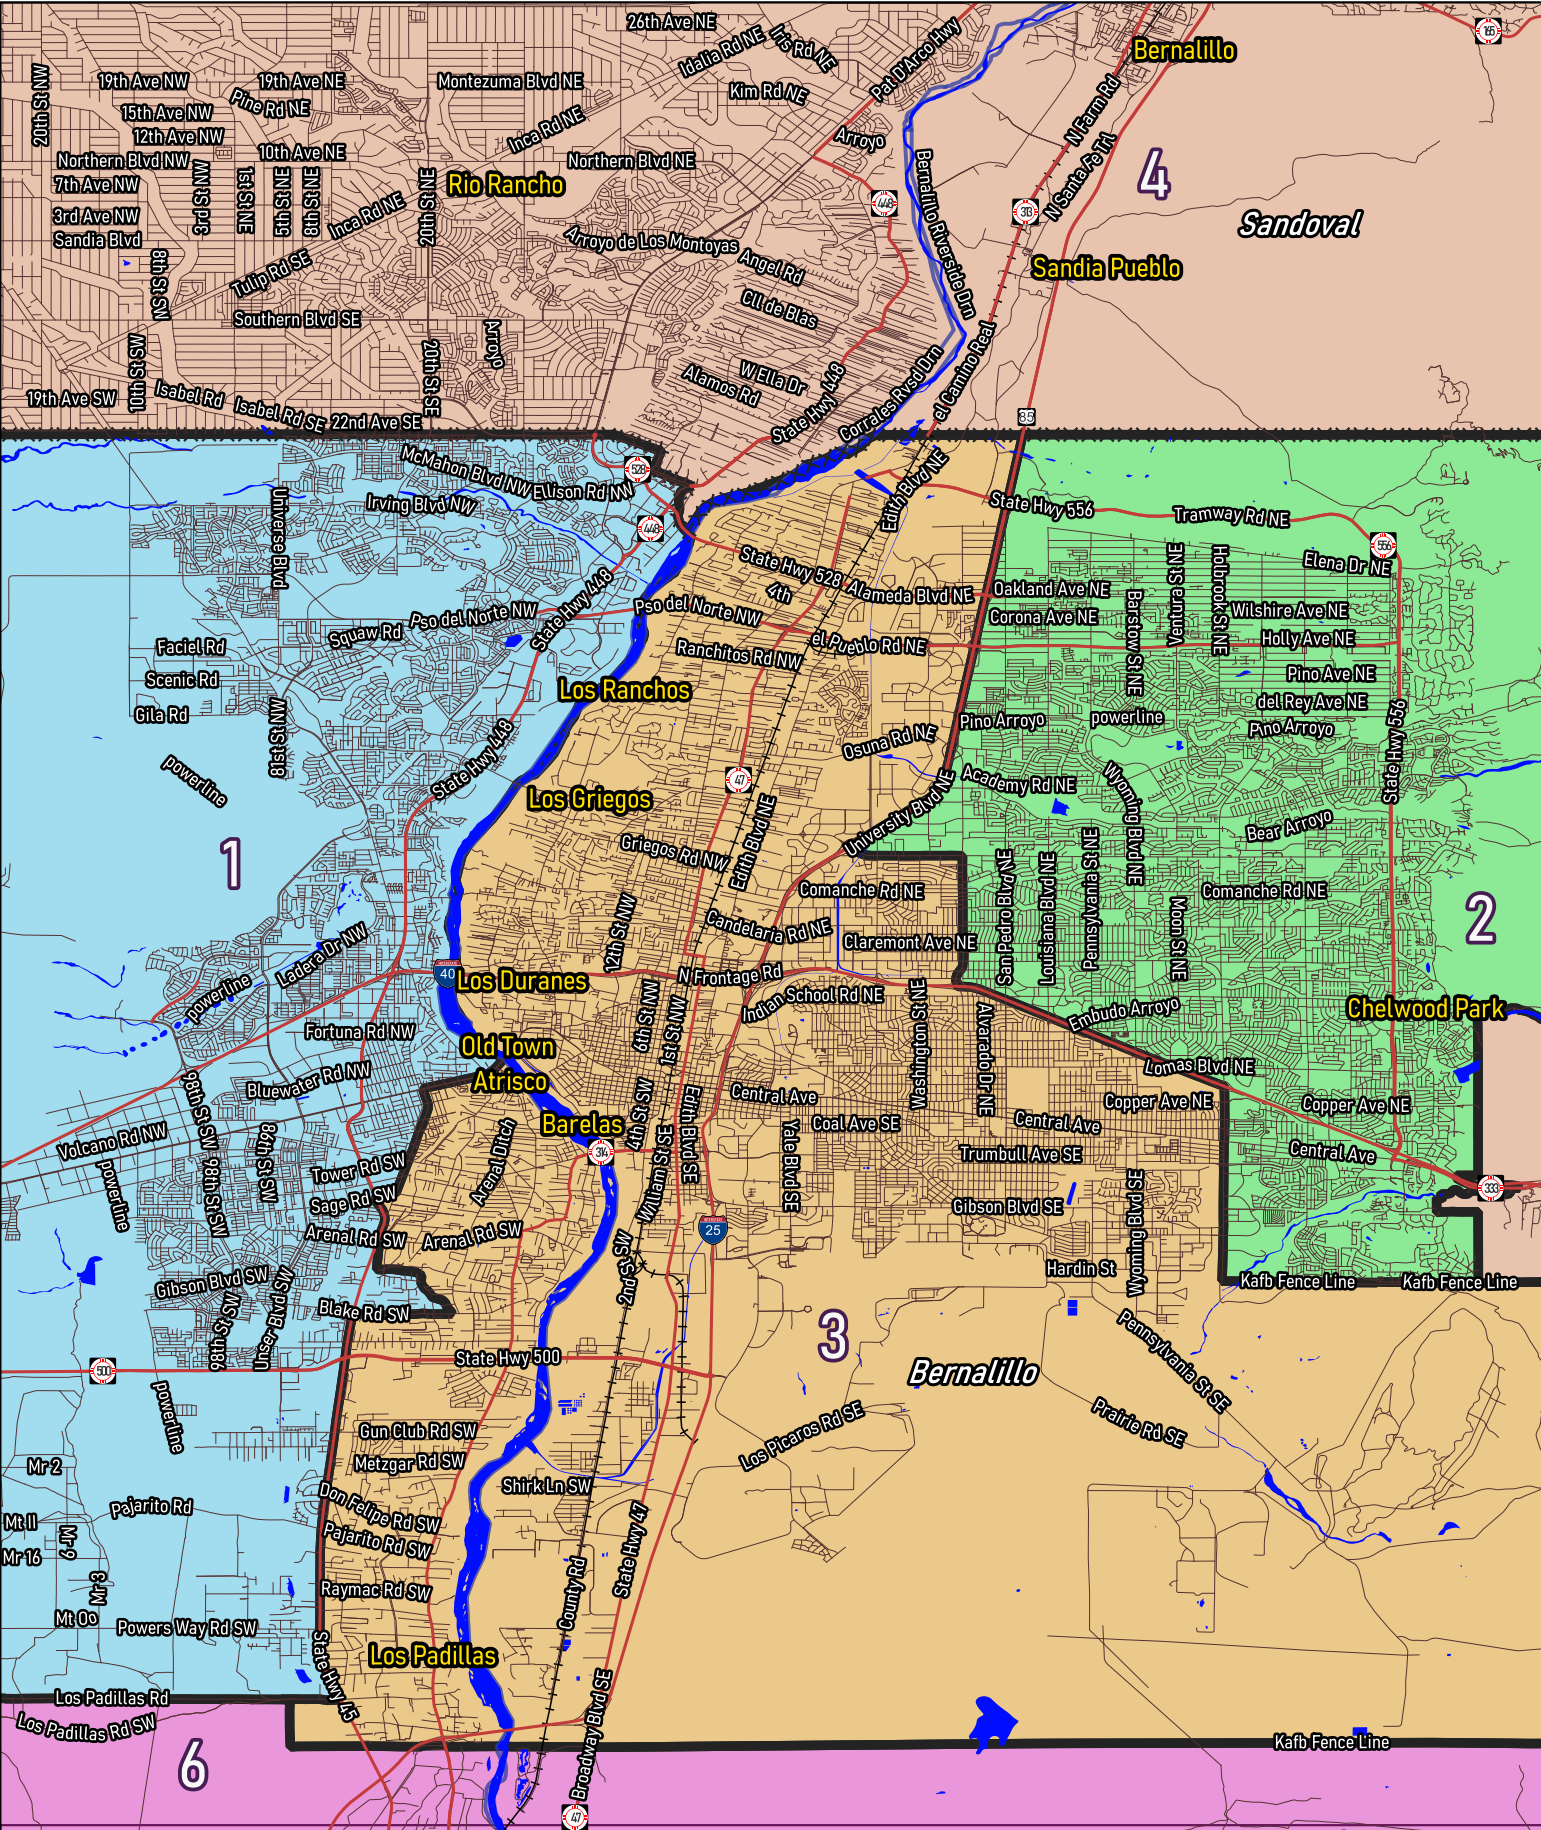 26th Ave NE
165
Idalia Rd NE
Iris Rd NE
Pat D'Arco Hwy
Bernalillo
20th St NW
19th Ave NW
19th Ave NE
Montezuma Blvd NE
Kim Rd NE
N Farm Rd
Pine Rd NE
15th Ave NW
12th Ave NW
Inca Rd NE
Arroyo
10th Ave NE
Northern Blvd NW
Northern Blvd NE
N Santa Fe Trl
4
7th Ave NW
3rd St NW
1st St NE
5th St NE
8th St NE
20th St NE
Rio Rancho
448
313
Bernalillo Riverside Drn
3rd Ave NW
Inca Rd NE
Sandoval
Sandia Blvd
Arroyo de Los Montoyas
Angel Rd
Sandia Pueblo
8th St SW
Tulip Rd SE
Cll de Blas
Southern Blvd SE
Arroyo
el Camino Real
10th St SW
20th St SE
W Ella Dr
Alamos Rd
State Hwy 448
Corrales Rvsd Drn
19th Ave SW
Isabel Rd
Isabel Rd SE
22nd Ave SE
85
McMahon Blvd NW
Ellison Rd NW
528
Edith Blvd NE
Irving Blvd NW
448
State Hwy 556
Tramway Rd NE
Universe Blvd
556
State Hwy 528
Elena Dr NE
4th
Alameda Blvd NE
Oakland Ave NE
Barstow St NE
Ventura St NE
Holbrook St NE
State Hwy 448
Pso del Norte NW
Pso del Norte NW
Corona Ave NE
Wilshire Ave NE
Squaw Rd
el Pueblo Rd NE
Holly Ave NE
Faciel Rd
Ranchitos Rd NW
Scenic Rd
Los Ranchos
Pino Ave NE
Gila Rd
del Rey Ave NE
81st St NW
Pino Arroyo
powerline
Pino Arroyo
State Hwy 556
Osuna Rd NE
State Hwy 448
powerline
47
Academy Rd NE
Wyoming Blvd NE
Los Griegos
University Blvd NE
Bear Arroyo
1
Griegos Rd NW
Edith Blvd NE
San Pedro Blvd NE
Louisiana Blvd NE
Pennsylvania St NE
Comanche Rd NE
Comanche Rd NE
2
12th St NW
Candelaria Rd NE
Claremont Ave NE
Moon St NE
Ladera Dr NW
powerline
40
Los Duranes
N Frontage Rd
Indian School Rd NE
6th St NW
1st St NW
Washington St NE
Alvarado Dr NE
Embudo Arroyo
Chelwood Park
Fortuna Rd NW
Old Town
Bluewater Rd NW
Atrisco
Lomas Blvd NE
98th St SW
Central Ave
Copper Ave NE
Copper Ave NE
Barelas
4th St SW
Edith Blvd SE
Coal Ave SE
Central Ave
Volcano Rd NW
86th St SW
Arenal Ditch
314
Yale Blvd SE
Trumbull Ave SE
Central Ave
powerline
98th St SW
Tower Rd SW
William St SE
Wyoming Blvd SE
333
Sage Rd SW
Gibson Blvd SE
Arenal Rd SW
Arenal Rd SW
25
2nd St SW
Hardin St
Gibson Blvd SW
Kafb Fence Line
Kafb Fence Line
98th St SW
Unser Blvd SW
Blake Rd SW
3
Pennsylvania St SE
State Hwy 500
500
Bernalillo
powerline
Gun Club Rd SW
Los Picaros Rd SE
Prairie Rd SE
Metzgar Rd SW
Mr 2
Shirk Ln SW
Pajarito Rd
Don Felipe Rd SW
Mt II
Mr 9
Pajarito Rd SW
State Hwy 47
Mr 16
Mr 3
Raymac Rd SW
County Rd
Mt Oo
Powers Way Rd SW
Los Padillas
State Hwy 45
Los Padillas Rd
Los Padillas Rd SW
Broadway Blvd SE
Kafb Fence Line
6
47